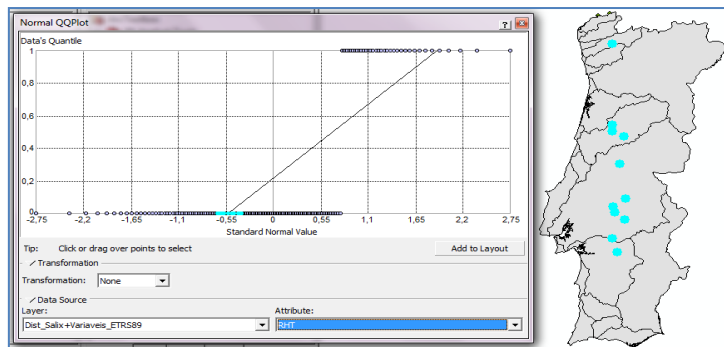 Normal QQPlot
Data's Quantile
1
0,8
0,6
0,4
0,2
0
-2,75 -2,2 -1,65 -1,1 -0,55 0 0,55 1,1 1,65 2,2 2,75
Standard Normal Value
Tip: Click or drag over points to select
Add to Layout
Transformation
Transformation: None
Data Source
Layer: Attribute:
Dist_Salix+Variaveis_ETRS89 RHT